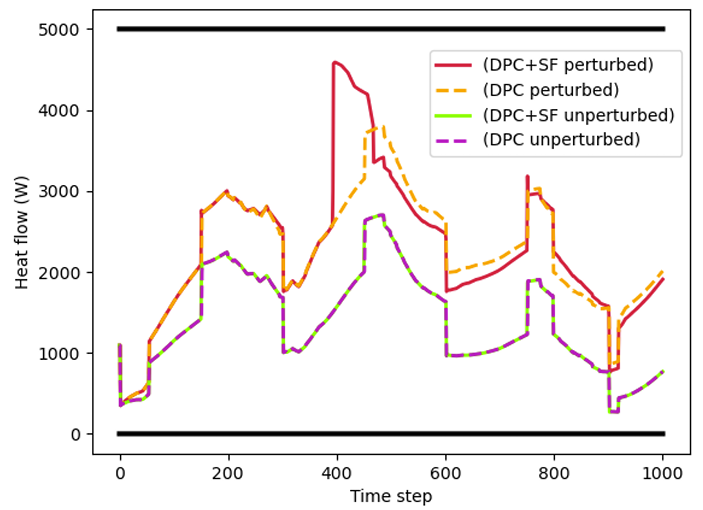 5000
4000
3000
2000
1000
0
Heat flow (W)
(DPC+SF perturbed)
(DPC perturbed)
(DPC+SF unperturbed)
(DPC unperturbed)
0 200 400 600 800 1000
Time step